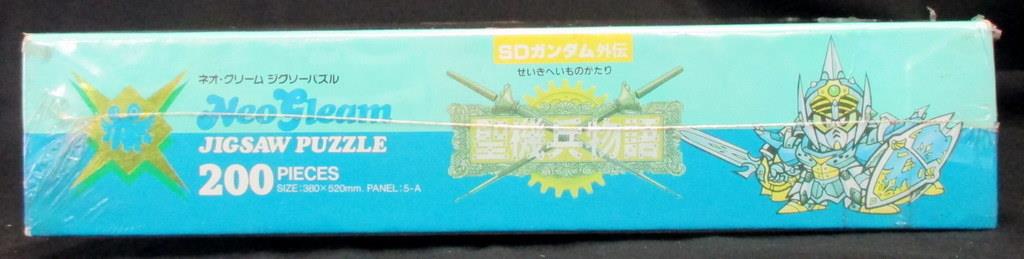 ネオ・グリーム ジグソーパズル
NeoGleam
JIGSAW PUZZLE
200 PIECES
SIZE:380×520mm. PANEL:5-A
SDガンダム外伝
せいきへいものがたり
聖機兵物語